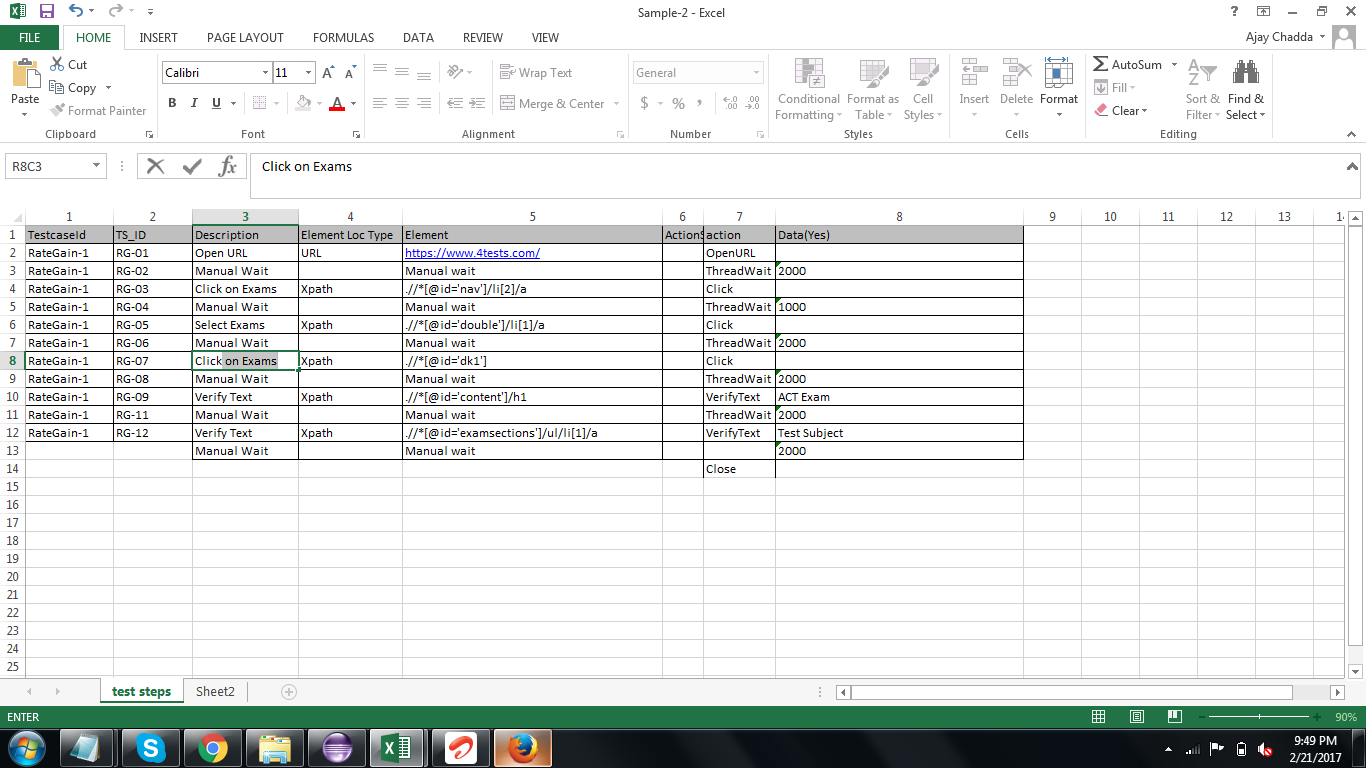 Sample-2 - Excel
FILE HOME INSERT PAGE LAYOUT FORMULAS DATA REVIEW VIEW Ajay Chadda
Paste
Cut
Copy
Format Painter
Clipboard
Calibri 11
B I U A
Font
Wrap Text
Merge & Center
Alignment
General
$ % ,
Number
Conditional Formatting
Format as Table
Cell Styles
Styles
Insert
Delete
Format
Cells
AutoSum
Fill
Clear
Sort & Filter
Find & Select
Editing
R8C3 fx Click on Exams
1 2 3 4 5 6 7 8 9 10 11 12 13
1 TestcaseId TS_ID Description Element Loc Type Element ActionS action Data(Yes)
2 RateGain-1 RG-01 Open URL URL https://www.4tests.com/ OpenURL
3 RateGain-1 RG-02 Manual Wait Manual wait ThreadWait 2000
4 RateGain-1 RG-03 Click on Exams Xpath .//*[@id='nav']/li[2]/a Click
5 RateGain-1 RG-04 Manual Wait Manual wait ThreadWait 1000
6 RateGain-1 RG-05 Select Exams Xpath .//*[@id='double']/li[1]/a Click
7 RateGain-1 RG-06 Manual Wait Manual wait ThreadWait 2000
8 RateGain-1 RG-07 Click on Exams Xpath .//*[@id='dk1'] Click
9 RateGain-1 RG-08 Manual Wait Manual wait ThreadWait 2000
10 RateGain-1 RG-09 Verify Text Xpath .//*[@id='content']/h1 VerifyText ACT Exam
11 RateGain-1 RG-11 Manual Wait Manual wait ThreadWait 2000
12 RateGain-1 RG-12 Verify Text Xpath .//*[@id='examsections']/ul/li[1]/a VerifyText Test Subject
13 Manual Wait Manual wait 2000
14 Close
15
16
17
18
19
20
21
22
23
24
25
test steps Sheet2
ENTER 90%
9:49 PM
2/21/2017